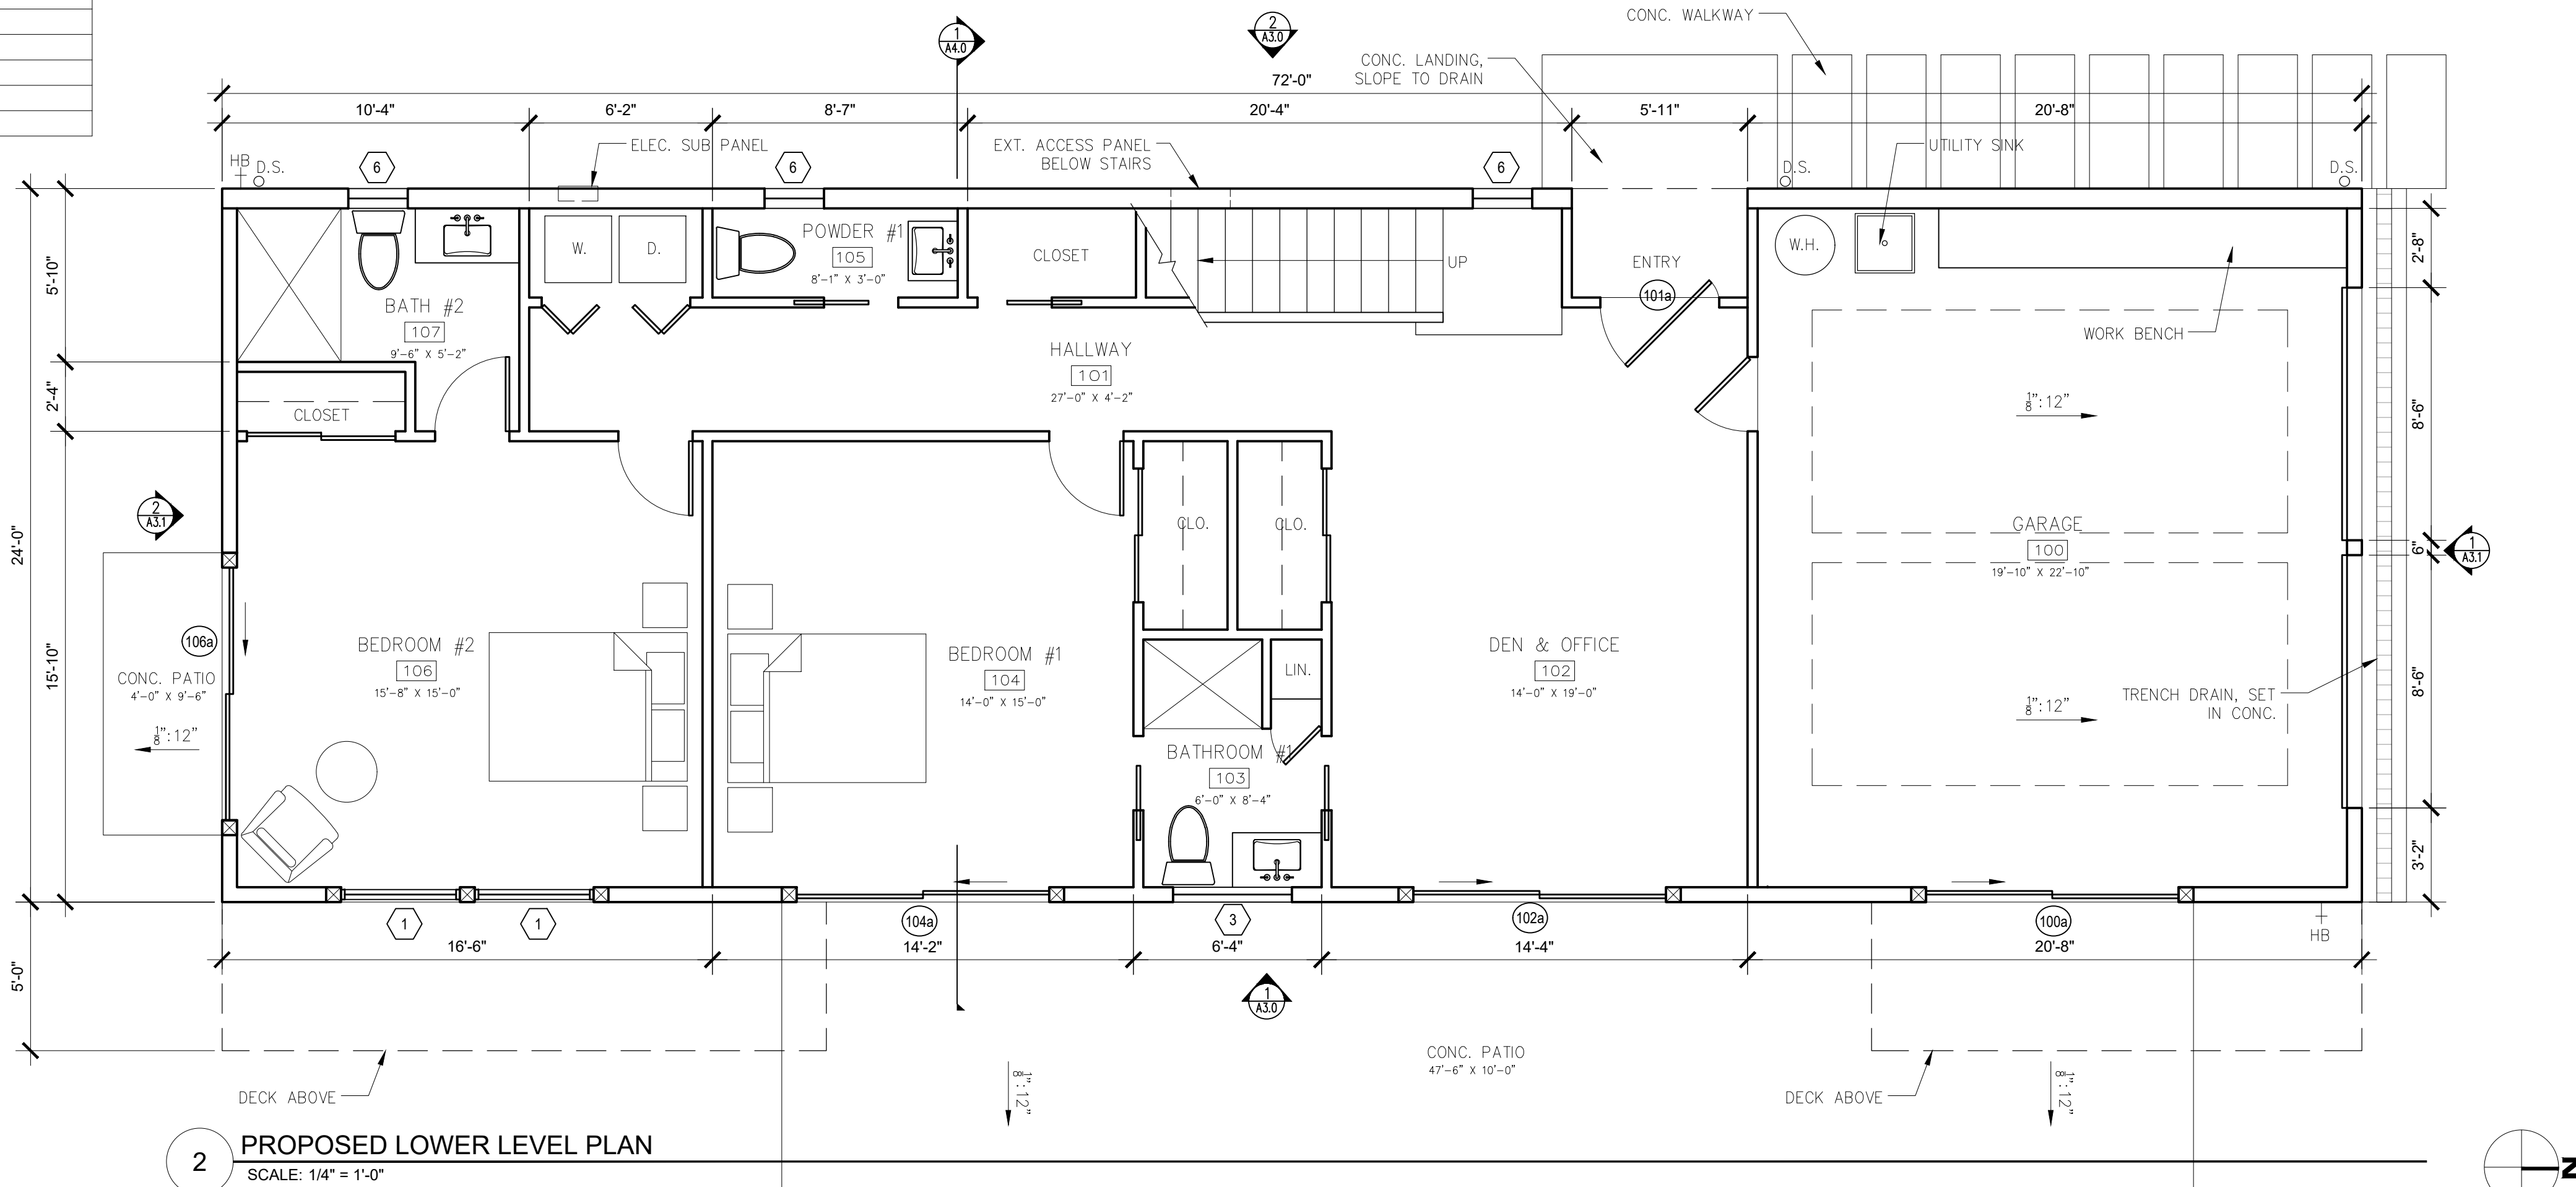 CONC. WALKWAY
1
A4.0
2
A3.0
CONC. LANDING,
SLOPE TO DRAIN
72'-0"
10'-4"
6'-2"
8'-7"
20'-4"
5'-11"
20'-8"
ELEC. SUB PANEL
EXT. ACCESS PANEL
BELOW STAIRS
UTILITY SINK
HB
D.S.
6
6
6
D.S.
D.S.
W.
D.
POWDER #1
105
8'-1" X 3'-0"
CLOSET
UP
ENTRY
101a
W.H.
WORK BENCH
2'-8"
5'-10"
BATH #2
107
9'-6" X 5'-2"
HALLWAY
101
27'-0" X 4'-2"
2'-4"
CLOSET
1/8":12"
8'-6"
2
A3.1
24'-0"
CLO.
CLO.
GARAGE
100
19'-10" X 22'-10"
6"
1
A3.1
106a
CONC. PATIO
4'-0" X 9'-6"
1/8":12"
15'-10"
BEDROOM #2
106
15'-8" X 15'-0"
BEDROOM #1
104
14'-0" X 15'-0"
LIN.
DEN & OFFICE
102
14'-0" X 19'-0"
1/8":12"
TRENCH DRAIN, SET
IN CONC.
8'-6"
BATHROOM #1
103
6'-0" X 8'-4"
3'-2"
1
1
104a
3
102a
100a
HB
16'-6"
14'-2"
6'-4"
14'-4"
20'-8"
5'-0"
1
A3.0
CONC. PATIO
47'-6" X 10'-0"
DECK ABOVE
1/8":12"
DECK ABOVE
1/8":12"
2
PROPOSED LOWER LEVEL PLAN
SCALE: 1/4" = 1'-0"
N